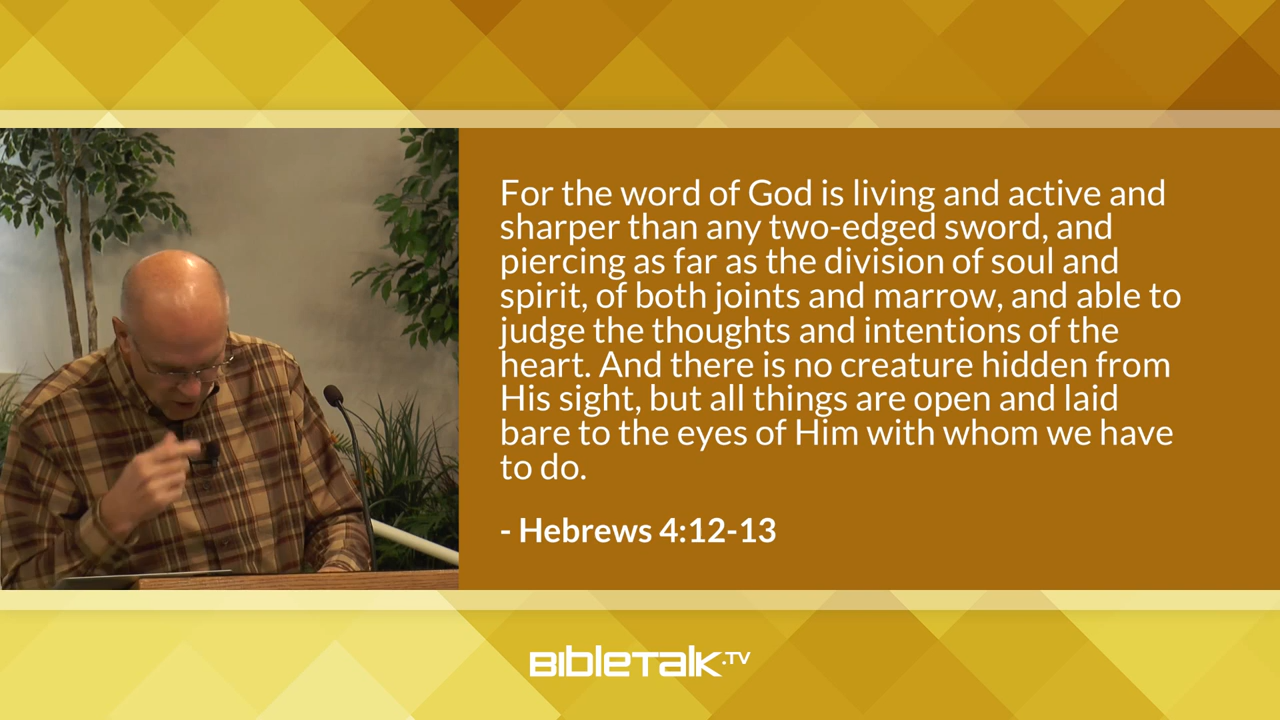 For the word of God is living and active and
sharper than any two-edged sword, and
piercing as far as the division of soul and
spirit, of both joints and marrow, and able to
judge the thoughts and intentions of the
heart. And there is no creature hidden from
His sight, but all things are open and laid
bare to the eyes of Him with whom we have
to do.
- Hebrews 4:12-13
BIBLETALK.TV